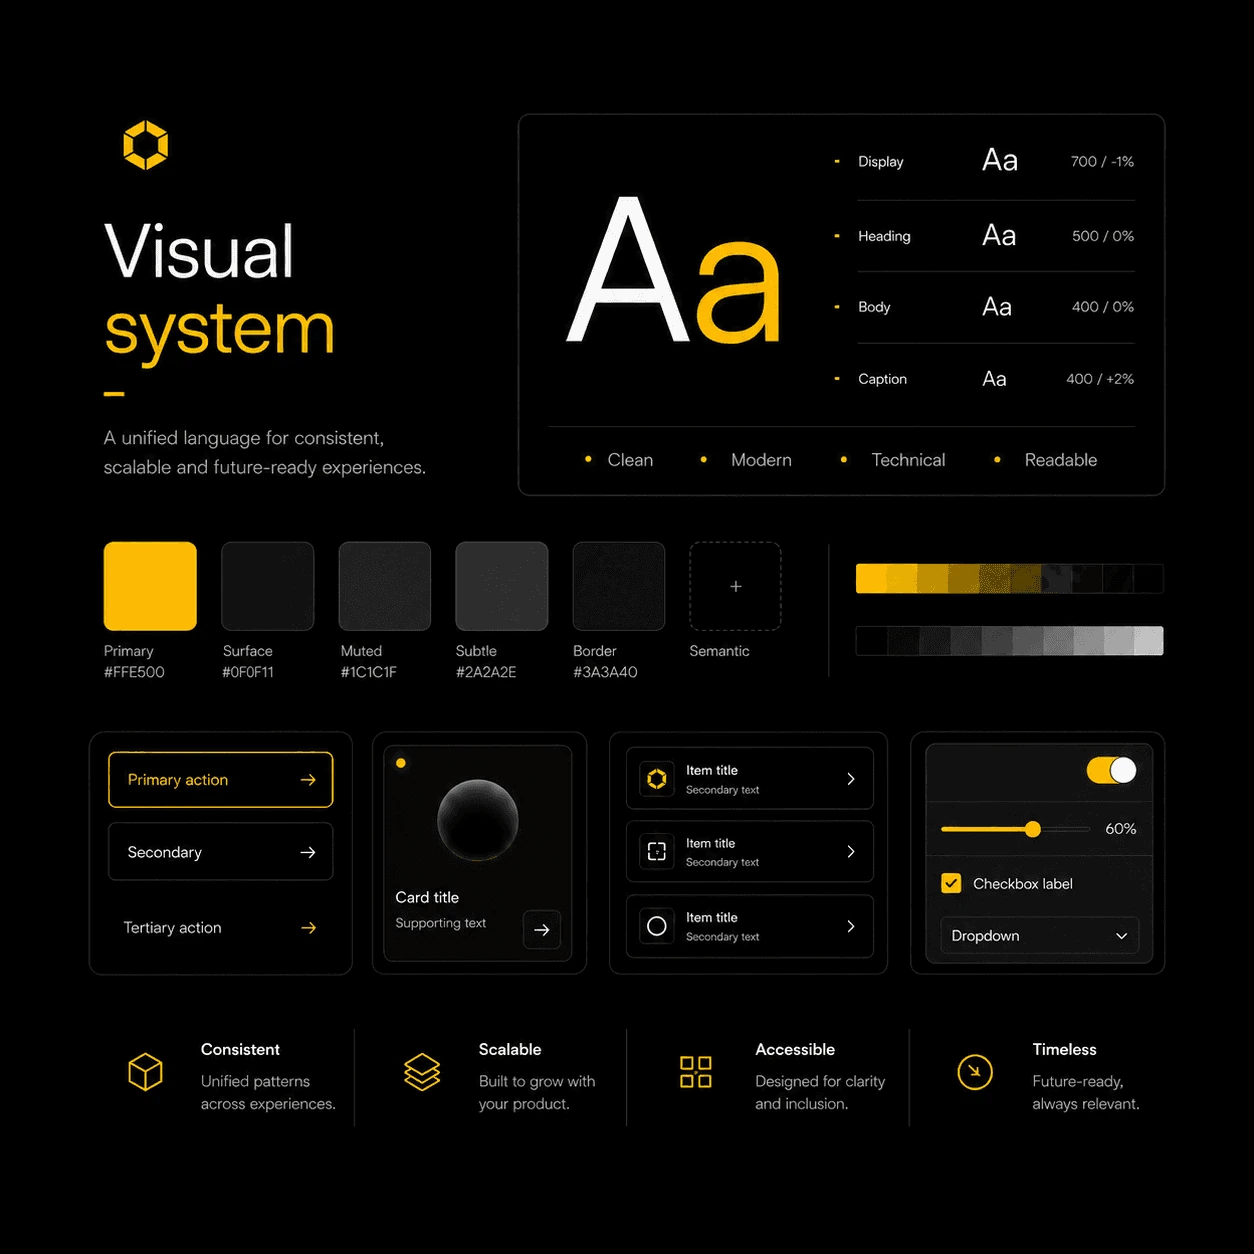 Visual
system
A unified language for consistent,
scalable and future-ready experiences.
Aa
Display Aa 700 / -1%
Heading Aa 500 / 0%
Body Aa 400 / 0%
Caption Aa 400 / +2%
Clean Modern Technical Readable
Primary
#FFE500
Surface
#0F0F11
Muted
#1C1C1F
Subtle
#2A2A2E
Border
#3A3A40
+
Semantic
Primary action
Secondary
Tertiary action
Card title
Supporting text
Item title
Secondary text
Item title
Secondary text
Item title
Secondary text
60%
Checkbox label
Dropdown
Consistent
Unified patterns
across experiences.
Scalable
Built to grow with
your product.
Accessible
Designed for clarity
and inclusion.
Timeless
Future-ready,
always relevant.